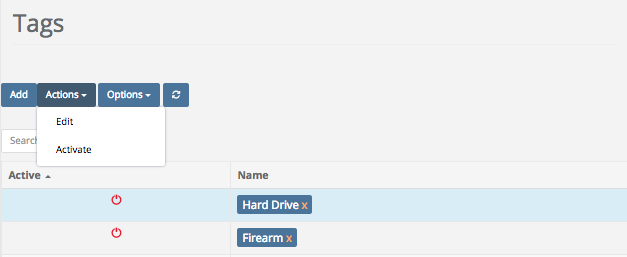 Tags
Add Actions Options
Edit
Search
Activate
Active Name
Hard Drive x
Firearm x